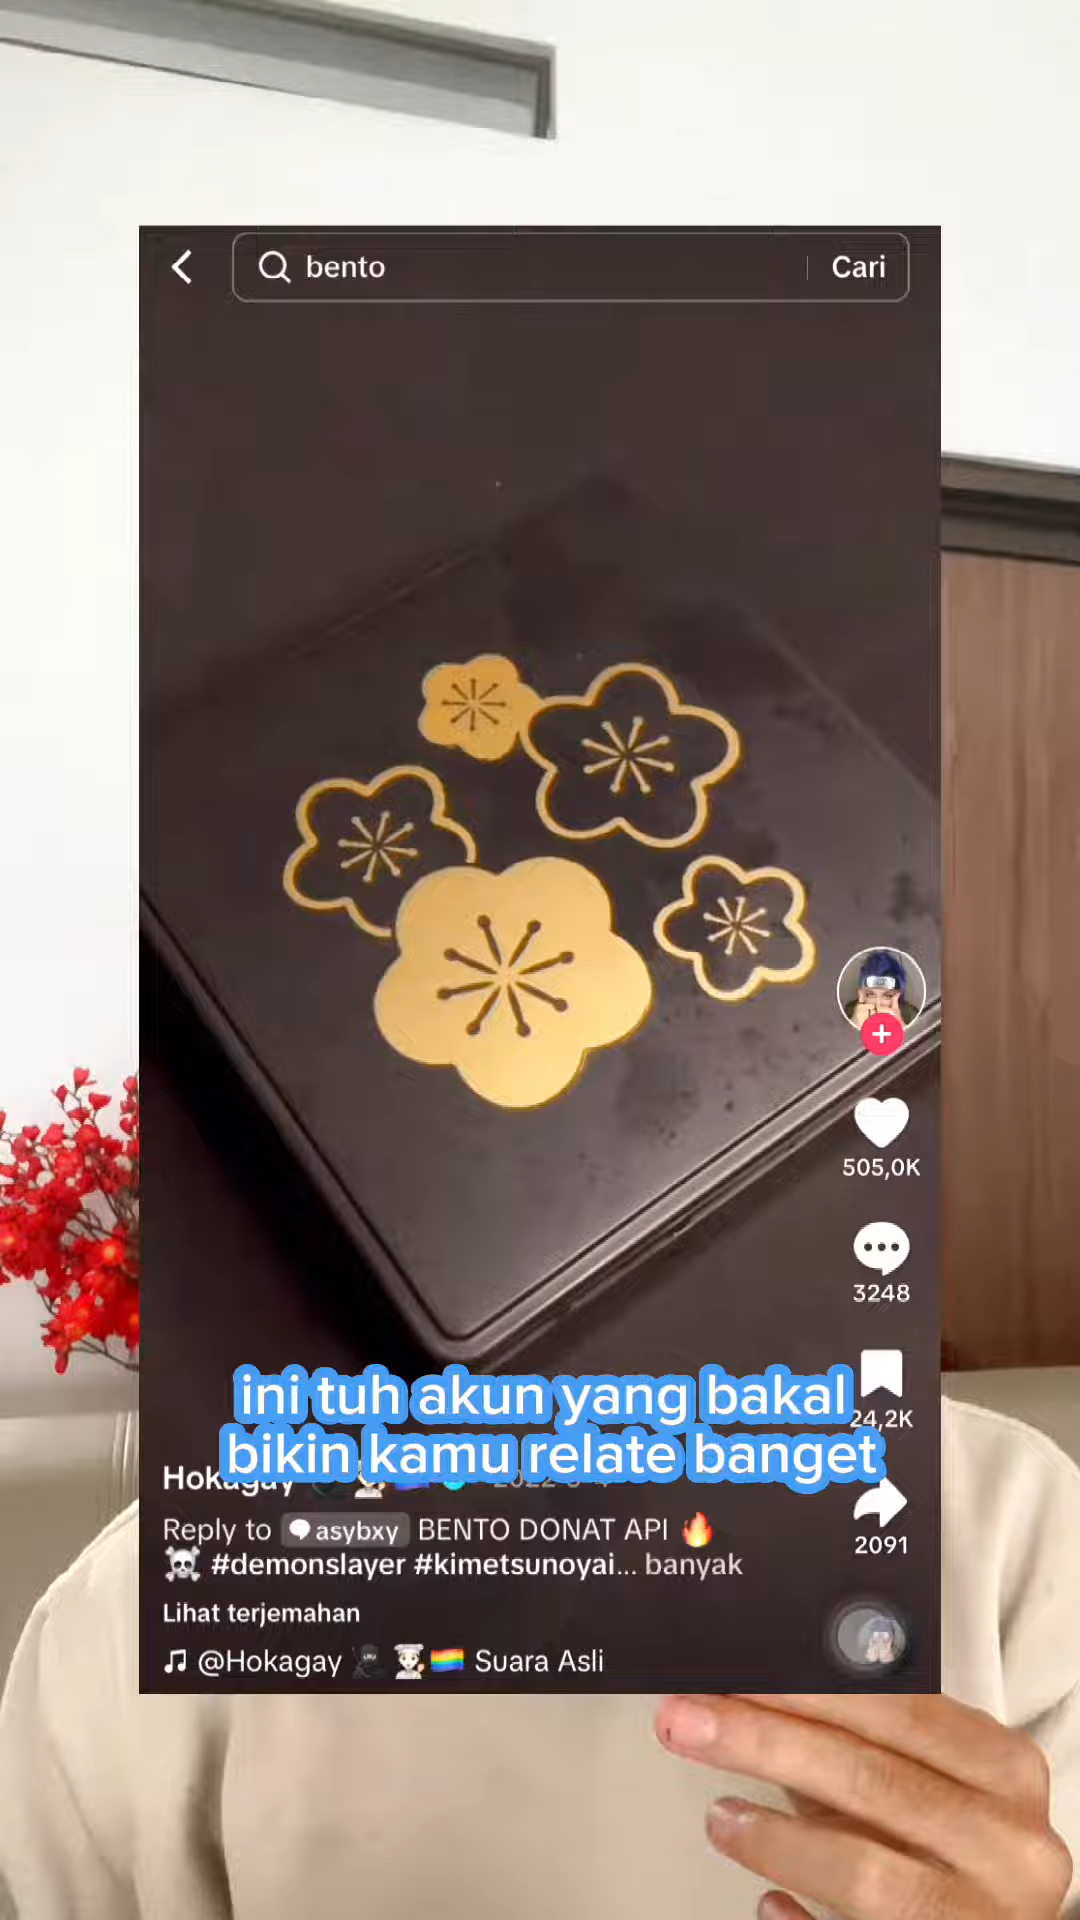 bento
Cari
505,0K
3248
24,2K
ini tuh akun yang bakal
bikin kamu relate banget
Hokagay
Reply to asybxy BENTO DONAT API
2091
#demonslayer #kimetsunoyai... banyak
Lihat terjemahan
@Hokagay Suara Asli